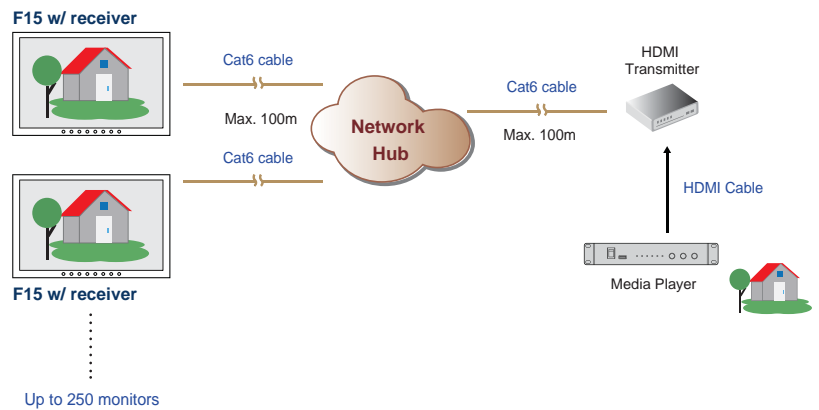 F15 w/ receiver
Cat6 cable
Max. 100m
Cat6 cable
F15 w/ receiver
Up to 250 monitors
Network
Hub
Cat6 cable
Max. 100m
HDMI
Transmitter
HDMI Cable
Media Player